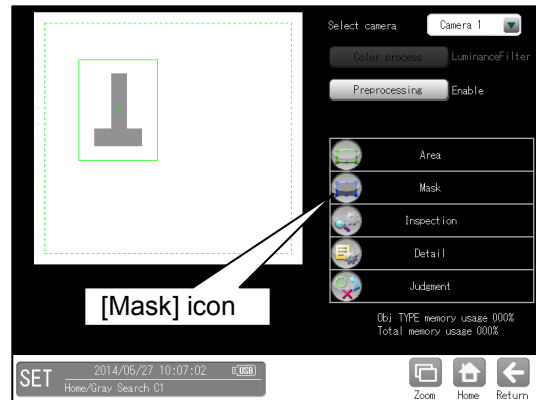 Select camera Camera 1
Color process LuminanceFilter
Preprocessing Enable
Area
Mask
Inspection
Detail
Judgment
[Mask] icon
Obj TYPE memory usage 000%
Total memory usage 000%
SET 2014/05/27 10:07:02 USB
Home/Gray Search C1
Zoom Home Return